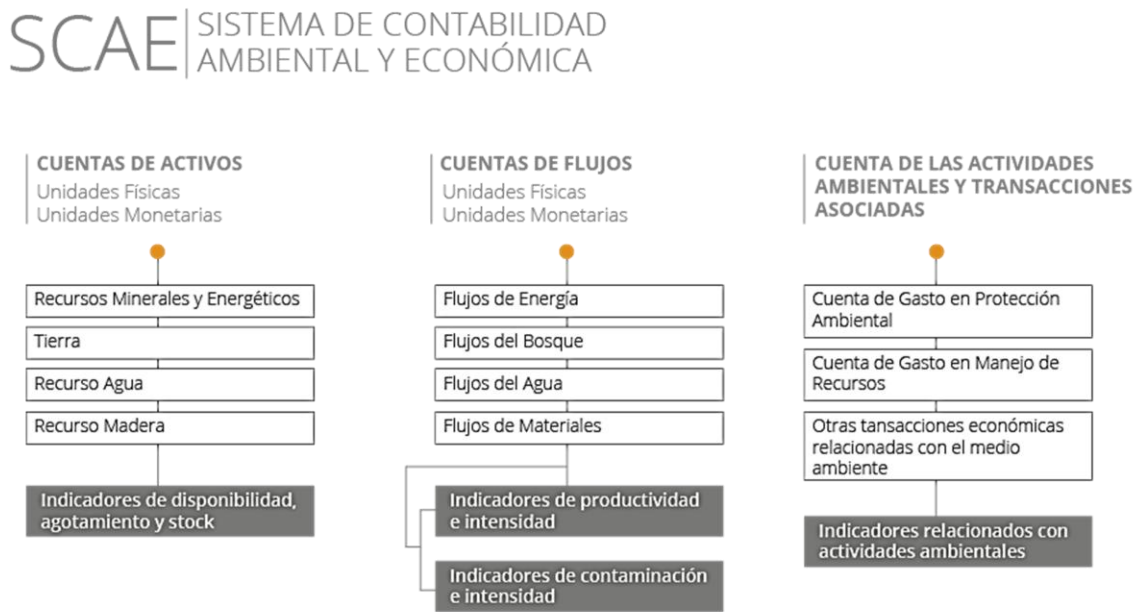 SCAE
SISTEMA DE CONTABILIDAD
AMBIENTAL Y ECONÓMICA
CUENTAS DE ACTIVOS
Unidades Físicas
Unidades Monetarias
Recursos Minerales y Energéticos
Tierra
Recurso Agua
Recurso Madera
Indicadores de disponibilidad,
agotamiento y stock
CUENTAS DE FLUJOS
Unidades Físicas
Unidades Monetarias
Flujos de Energía
Flujos del Bosque
Flujos del Agua
Flujos de Materiales
Indicadores de productividad
e intensidad
Indicadores de contaminación
e intensidad
CUENTA DE LAS ACTIVIDADES
AMBIENTALES Y TRANSACCIONES
ASOCIADAS
Cuenta de Gasto en Protección
Ambiental
Cuenta de Gasto en Manejo de
Recursos
Otras tansacciones económicas
relacionadas con el medio
ambiente
Indicadores relacionados con
actividades ambientales